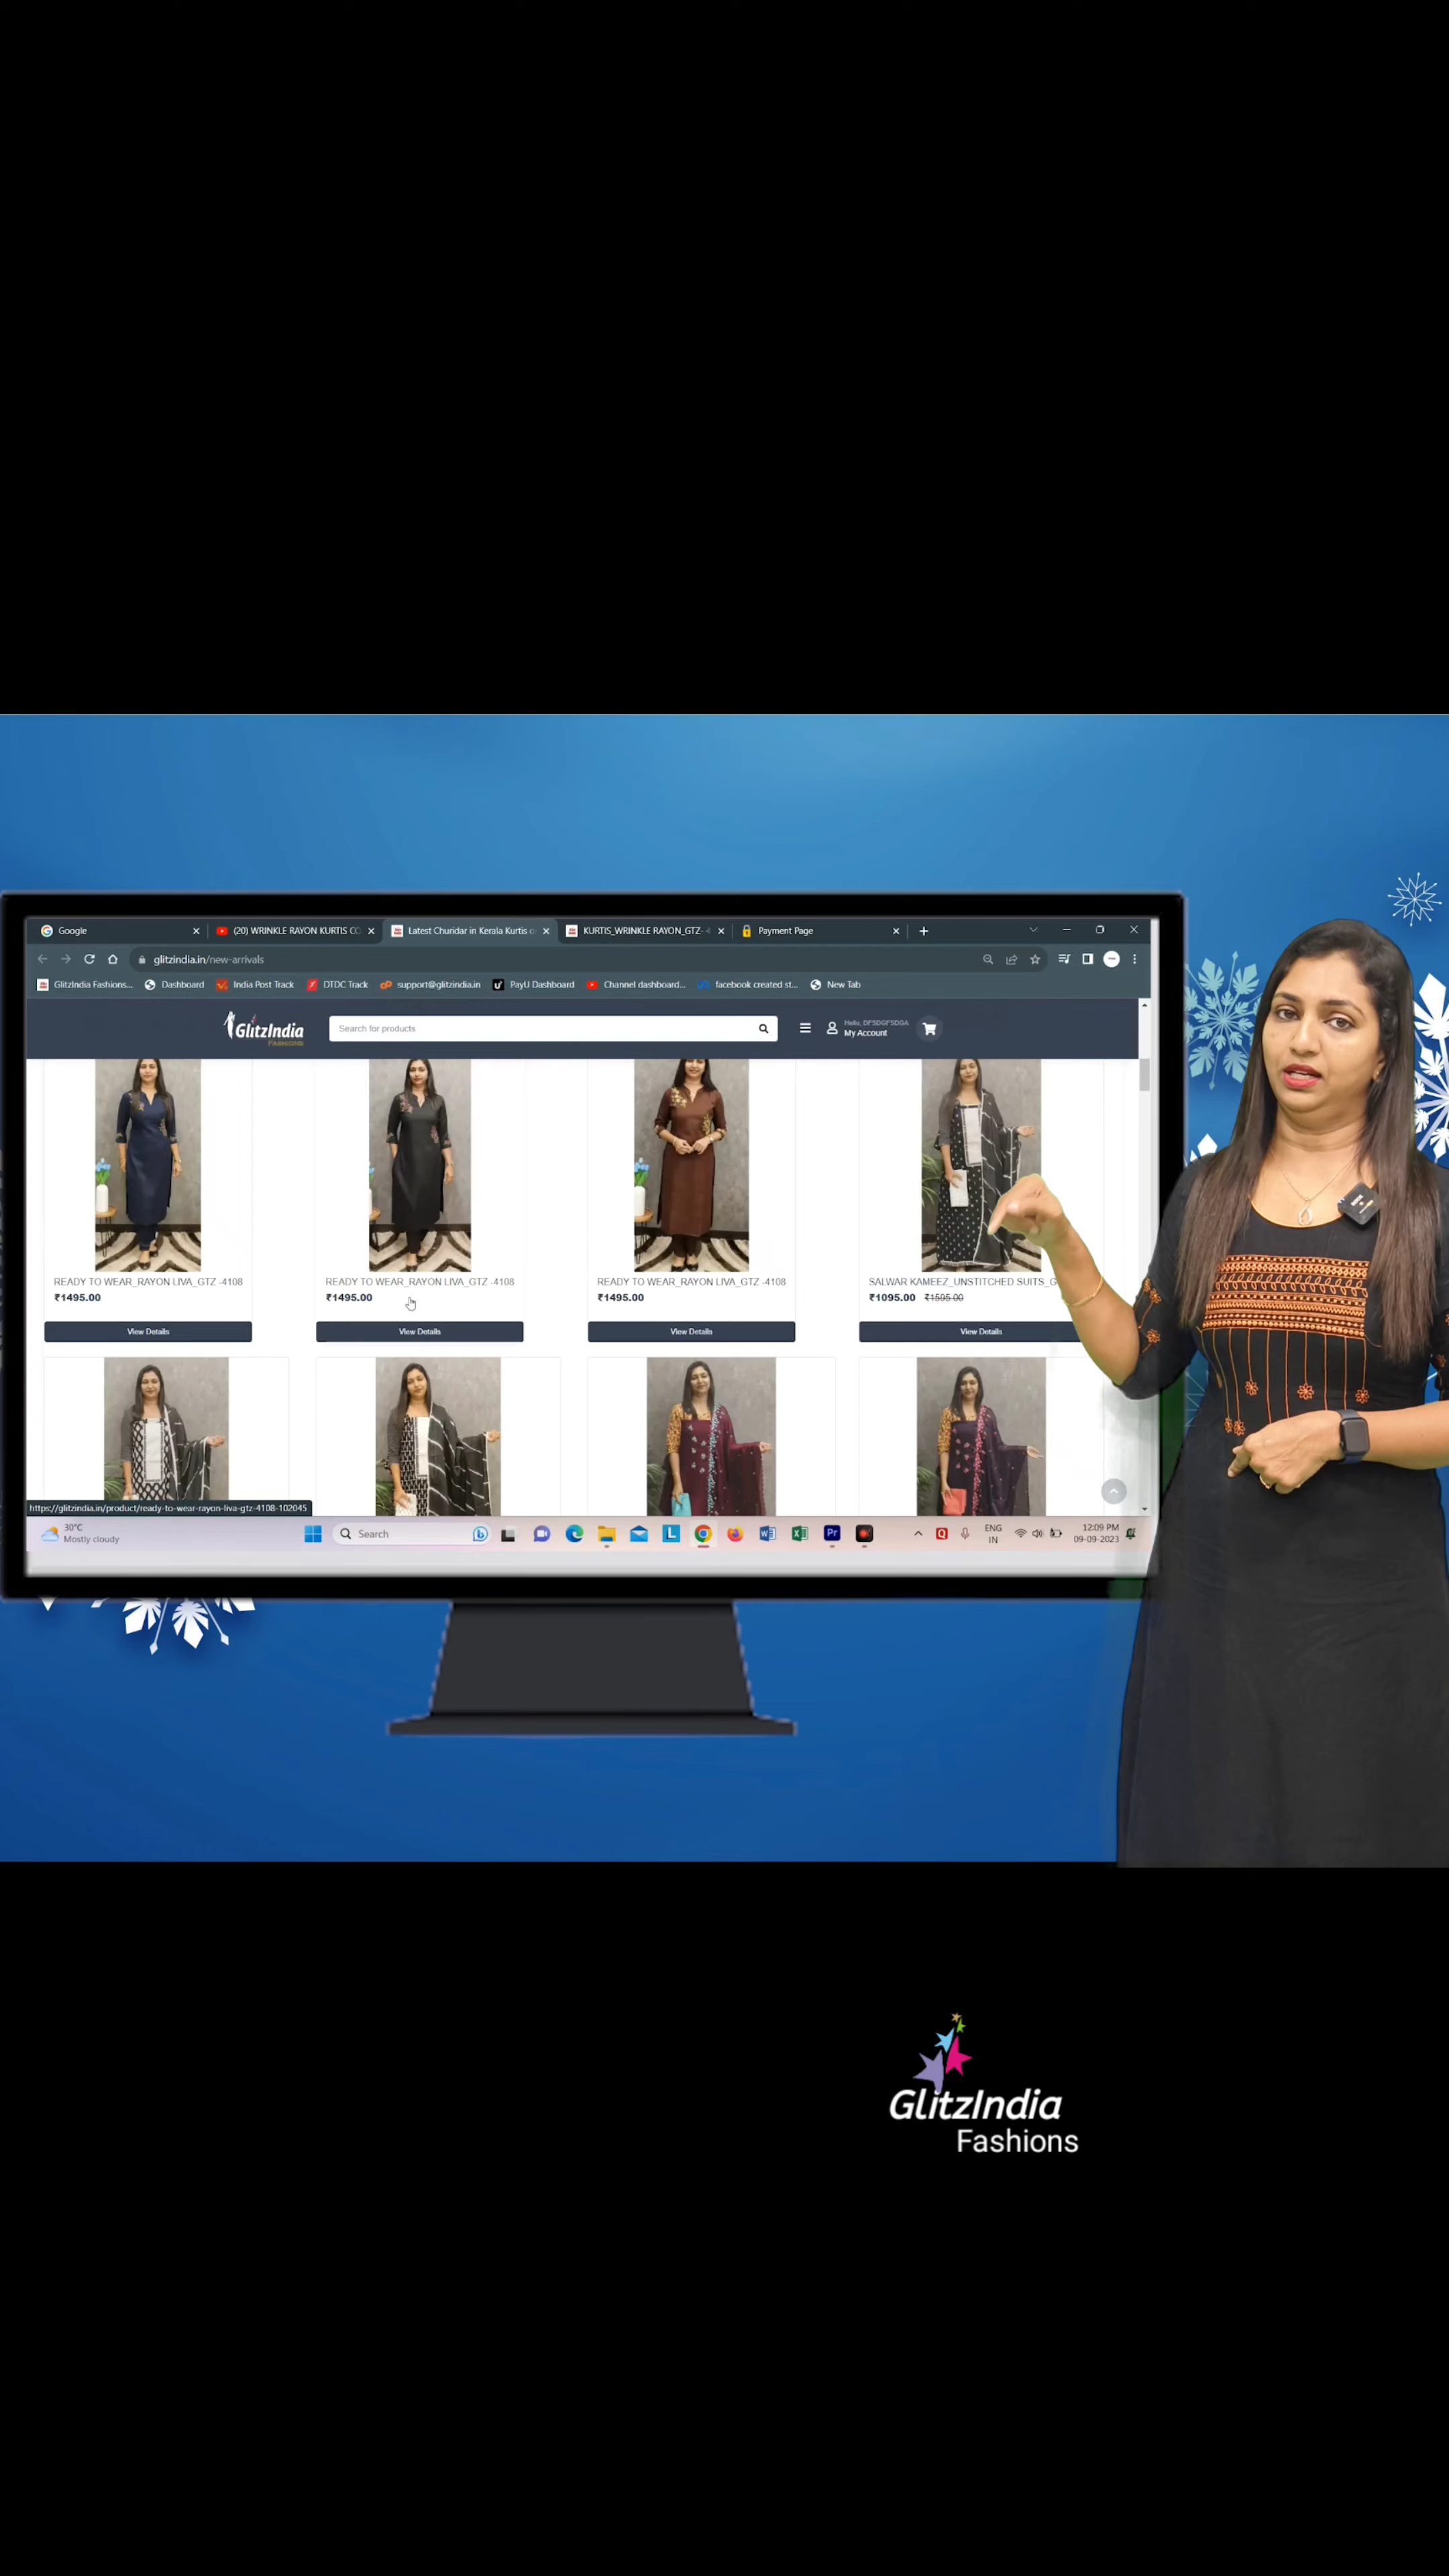 Google
(20) WRINKLE RAYON KURTIS CO
Latest Churidar in Kerala Kurtis o
KURTIS_WRINKLE RAYON_GTZ- 4
Payment Page
glitzindia.in/new-arrivals
GlitzIndia Fashions...
Dashboard
India Post Track
DTDC Track
support@glitzindia.in
PayU Dashboard
Channel dashboard...
facebook created st...
New Tab
GlitzIndia
FASHIONS
Search for products
Hello, DFSDGFSDGA
My Account
READY TO WEAR_RAYON LIVA_GTZ -4108
₹1495.00
View Details
READY TO WEAR_RAYON LIVA_GTZ -4108
₹1495.00
View Details
READY TO WEAR_RAYON LIVA_GTZ -4108
₹1495.00
View Details
SALWAR KAMEEZ_UNSTITCHED SUITS_G
₹1095.00 ₹1595.00
View Details
https://glitzindia.in/product/ready-to-wear-rayon-liva-gtz-4108-102045
30°C
Mostly cloudy
Search
ENG
IN
12:09 PM
09-09-2023
GlitzIndia
Fashions